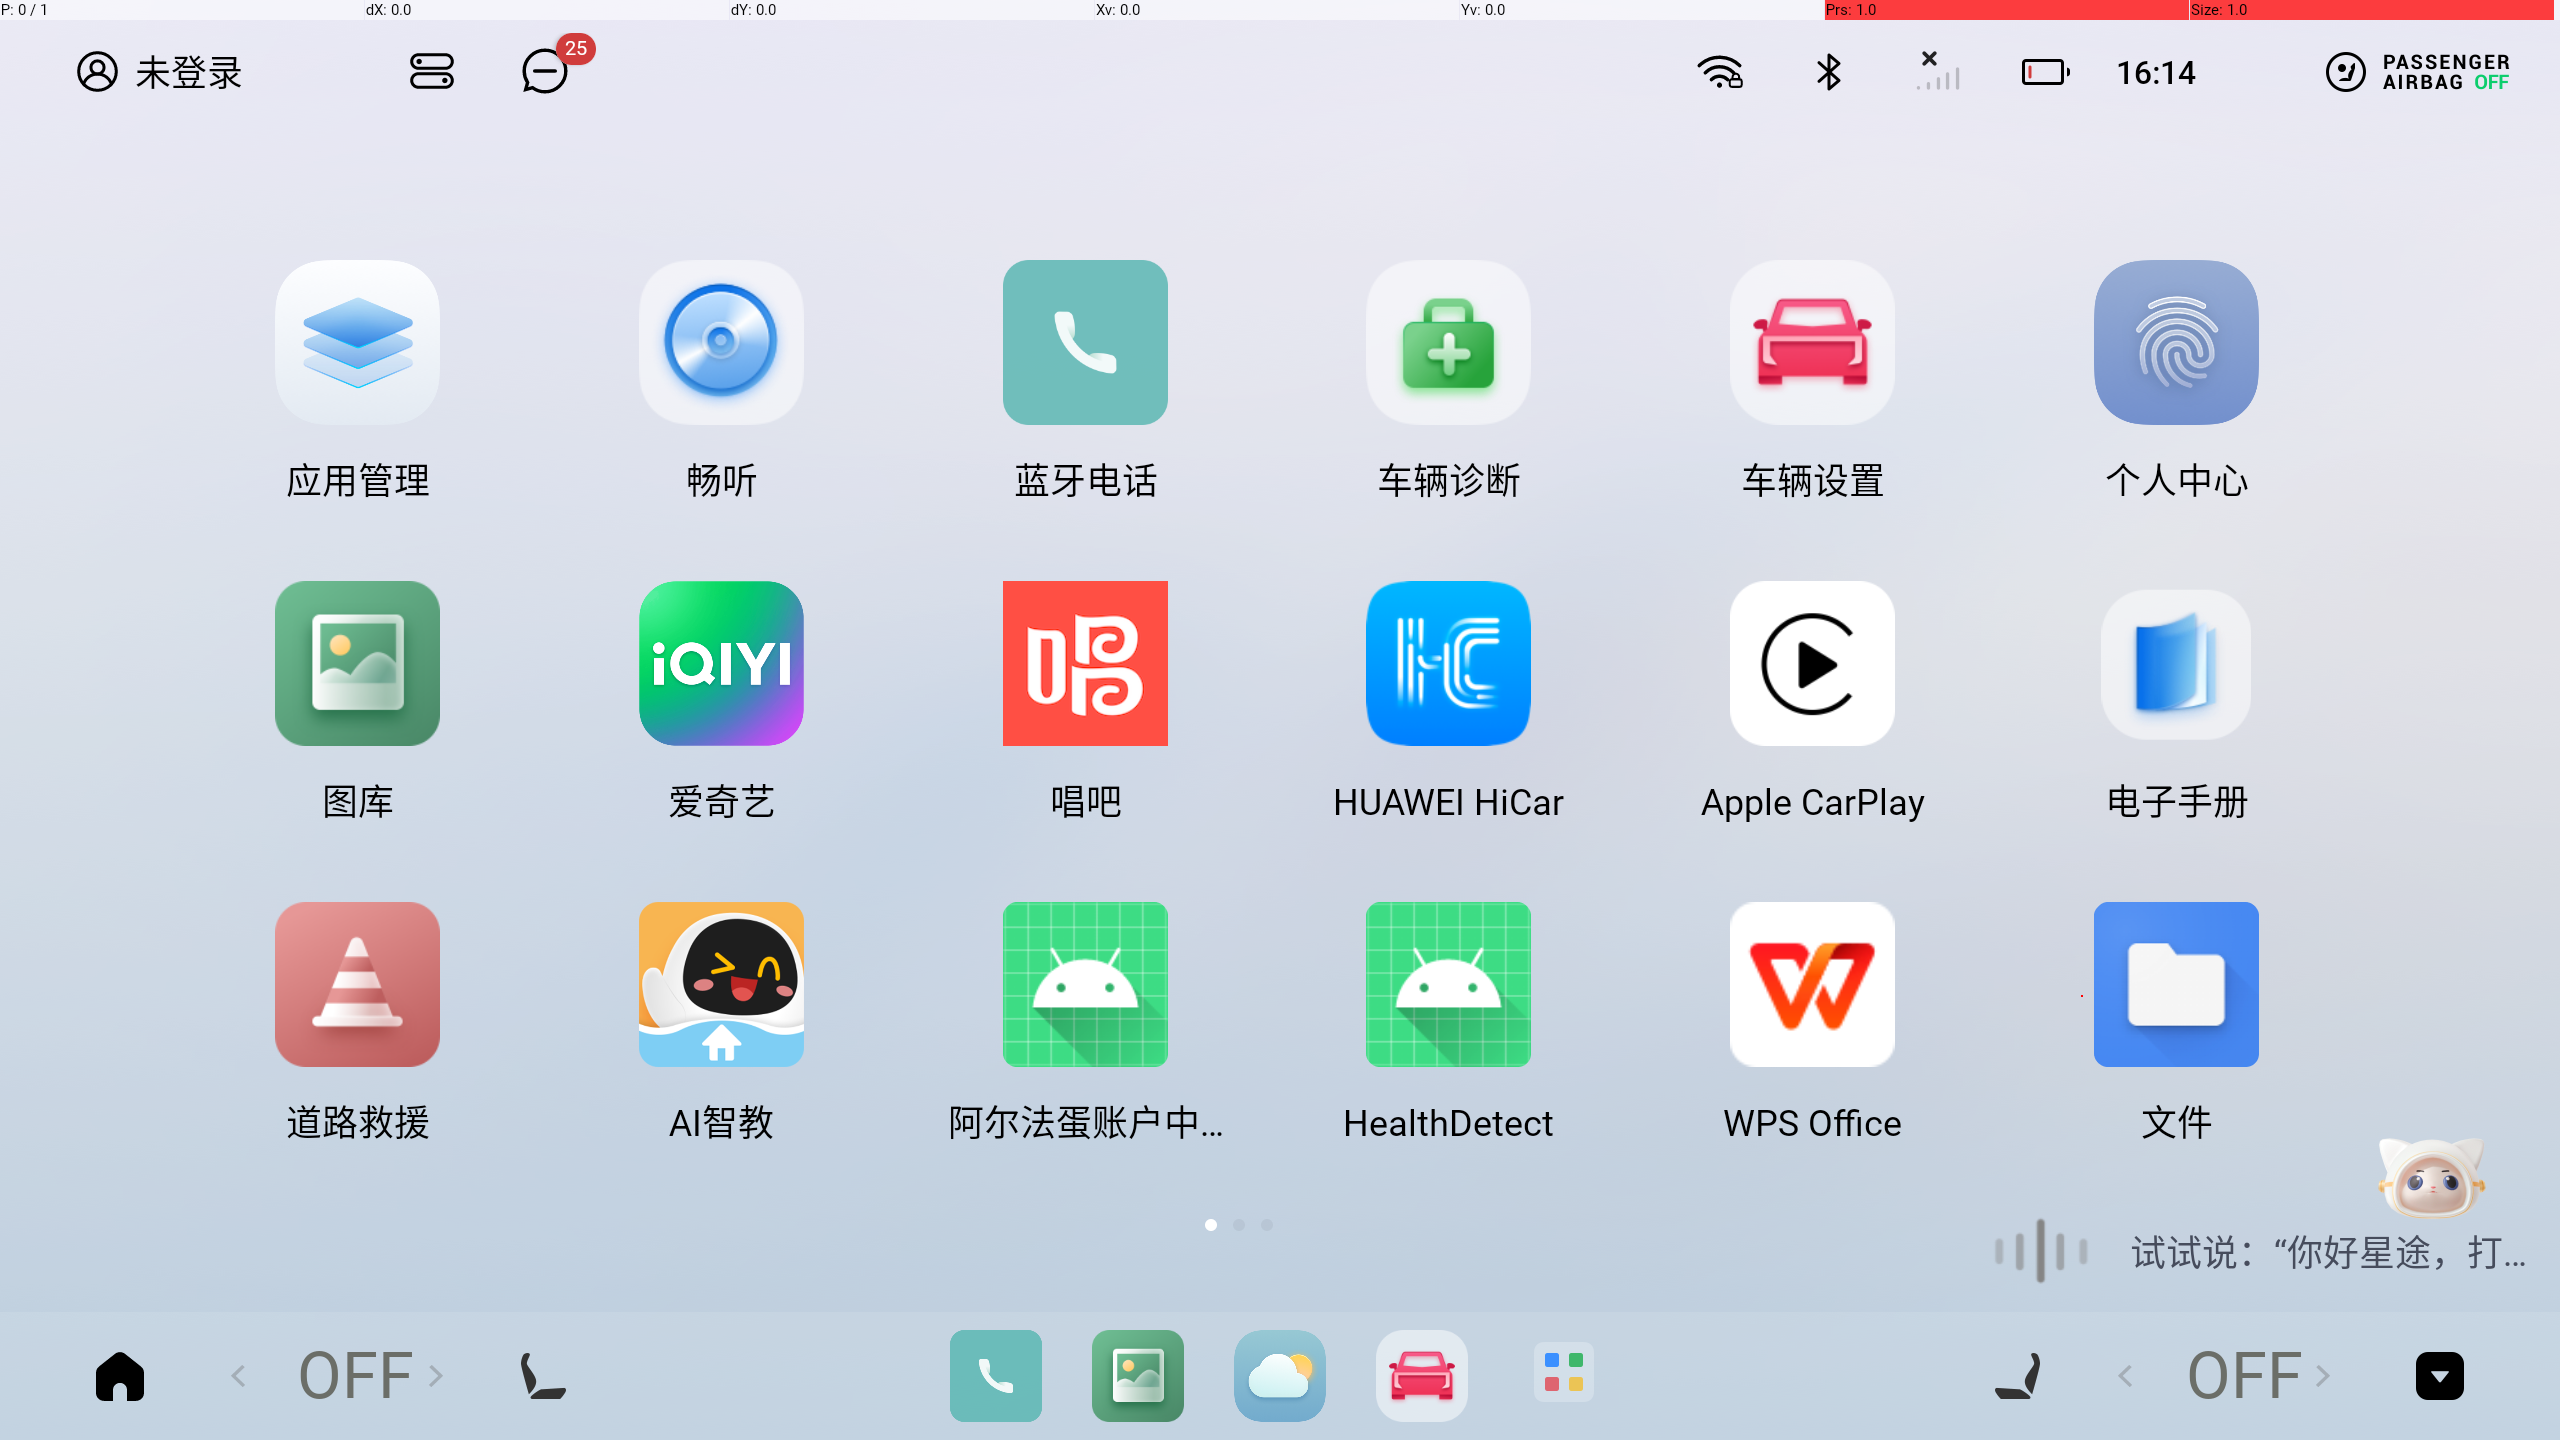 P: 0 / 1 dX: 0.0 dY: 0.0 Xv: 0.0 Yv: 0.0 Prs: 1.0 Size: 1.0
未登录 25 16:14 PASSENGER
AIRBAG OFF
应用管理 畅听 蓝牙电话 车辆诊断 车辆设置 个人中心
iQIYI 唱 HC
图库 爱奇艺 唱吧 HUAWEI HiCar Apple CarPlay 电子手册
W
道路救援 AI智教 阿尔法蛋账户中... HealthDetect WPS Office 文件
试试说：“你好星途，打...
OFF OFF